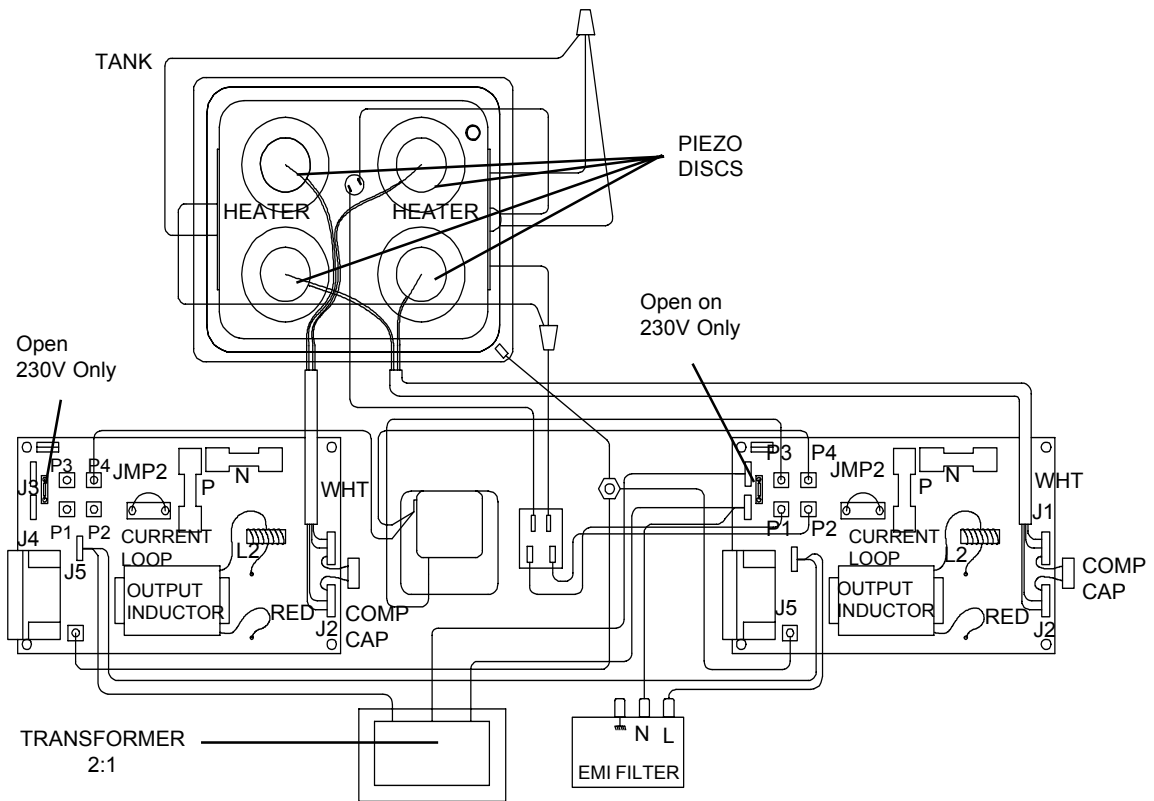 TANK
PIEZO
DISCS
HEATER
HEATER
Open on
230V Only
Open
230V Only
P3
P4
JMP2
N
P
J3
WHT
P1
P2
J4
CURRENT
LOOP
L2
J5
OUTPUT
INDUCTOR
RED
J2
COMP
CAP
P3
P4
JMP2
N
P
WHT
J1
P1
P2
CURRENT
LOOP
L2
COMP
CAP
J5
OUTPUT
INDUCTOR
RED
J2
TRANSFORMER
2:1
N L
EMI FILTER